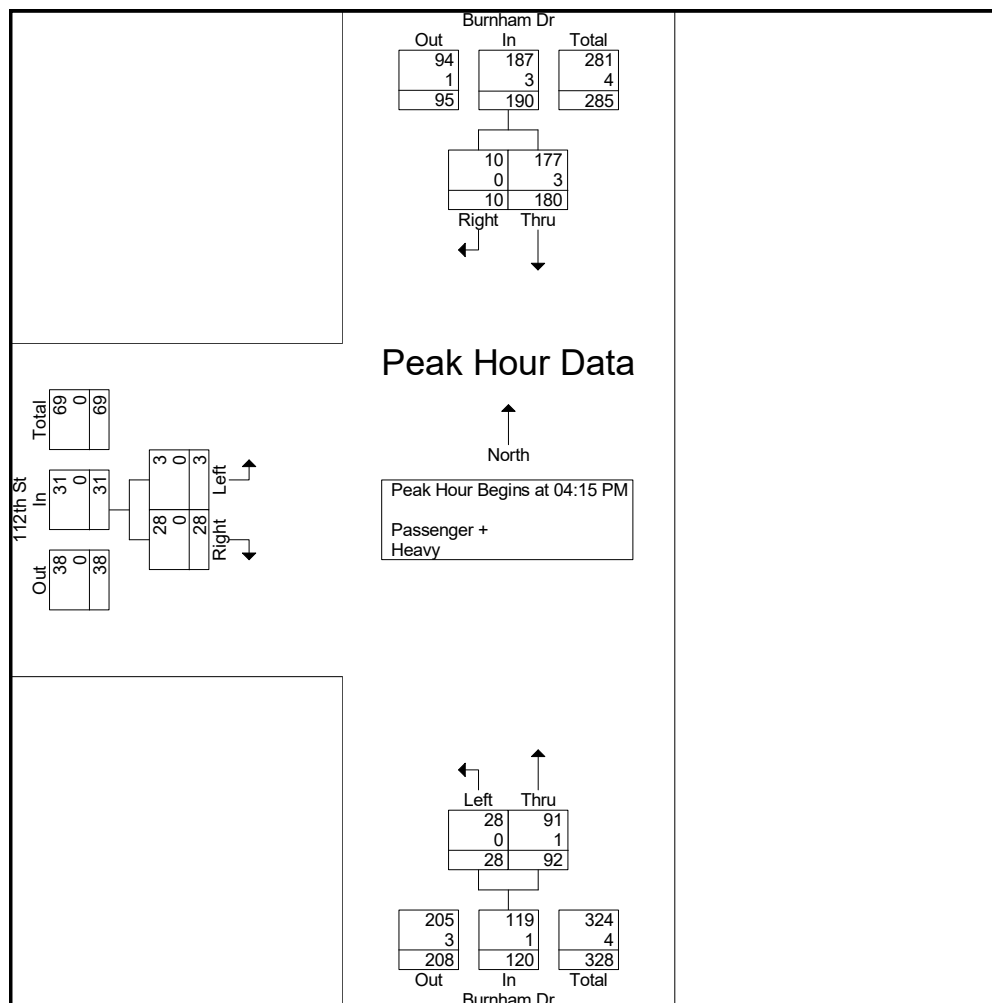 Burnham Dr
Out In Total
94 187 281
1 3 4
95 190 285
10 177
0 3
10 180
Right Thru
Peak Hour Data
North
Peak Hour Begins at 04:15 PM
Passenger +
Heavy
112th St
Total
69 0 69
In
31 0 31
Out
38 0 38
Left
3 0 3
Right
28 0 28
Left Thru
28 91
0 1
28 92
205 119 324
3 1 4
208 120 328
Out In Total
Burnham Dr